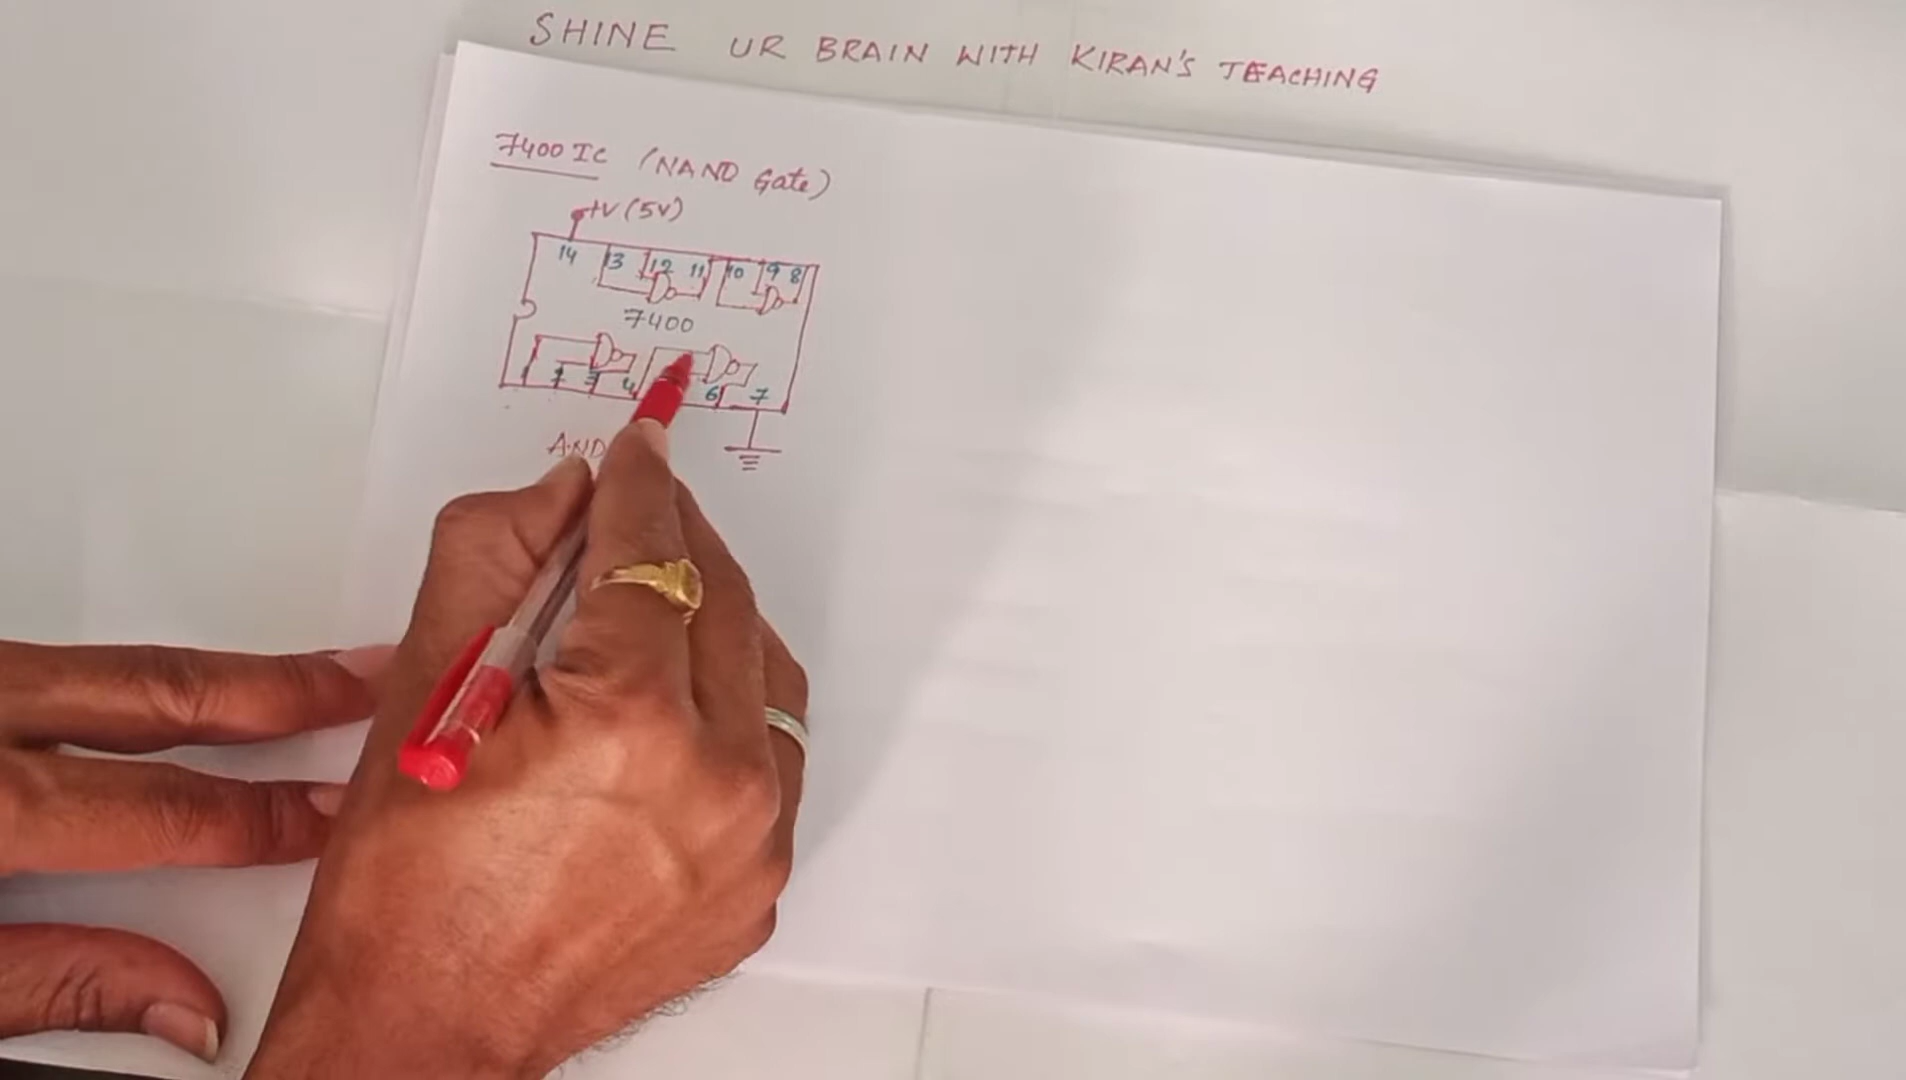 SHINE UR BRAIN WITH KIRAN'S TEACHING
7400 IC (NAND Gate)
+V (5V)
14 13 12 11 10 9 8
7400
1 2 3 4 6 7
AND